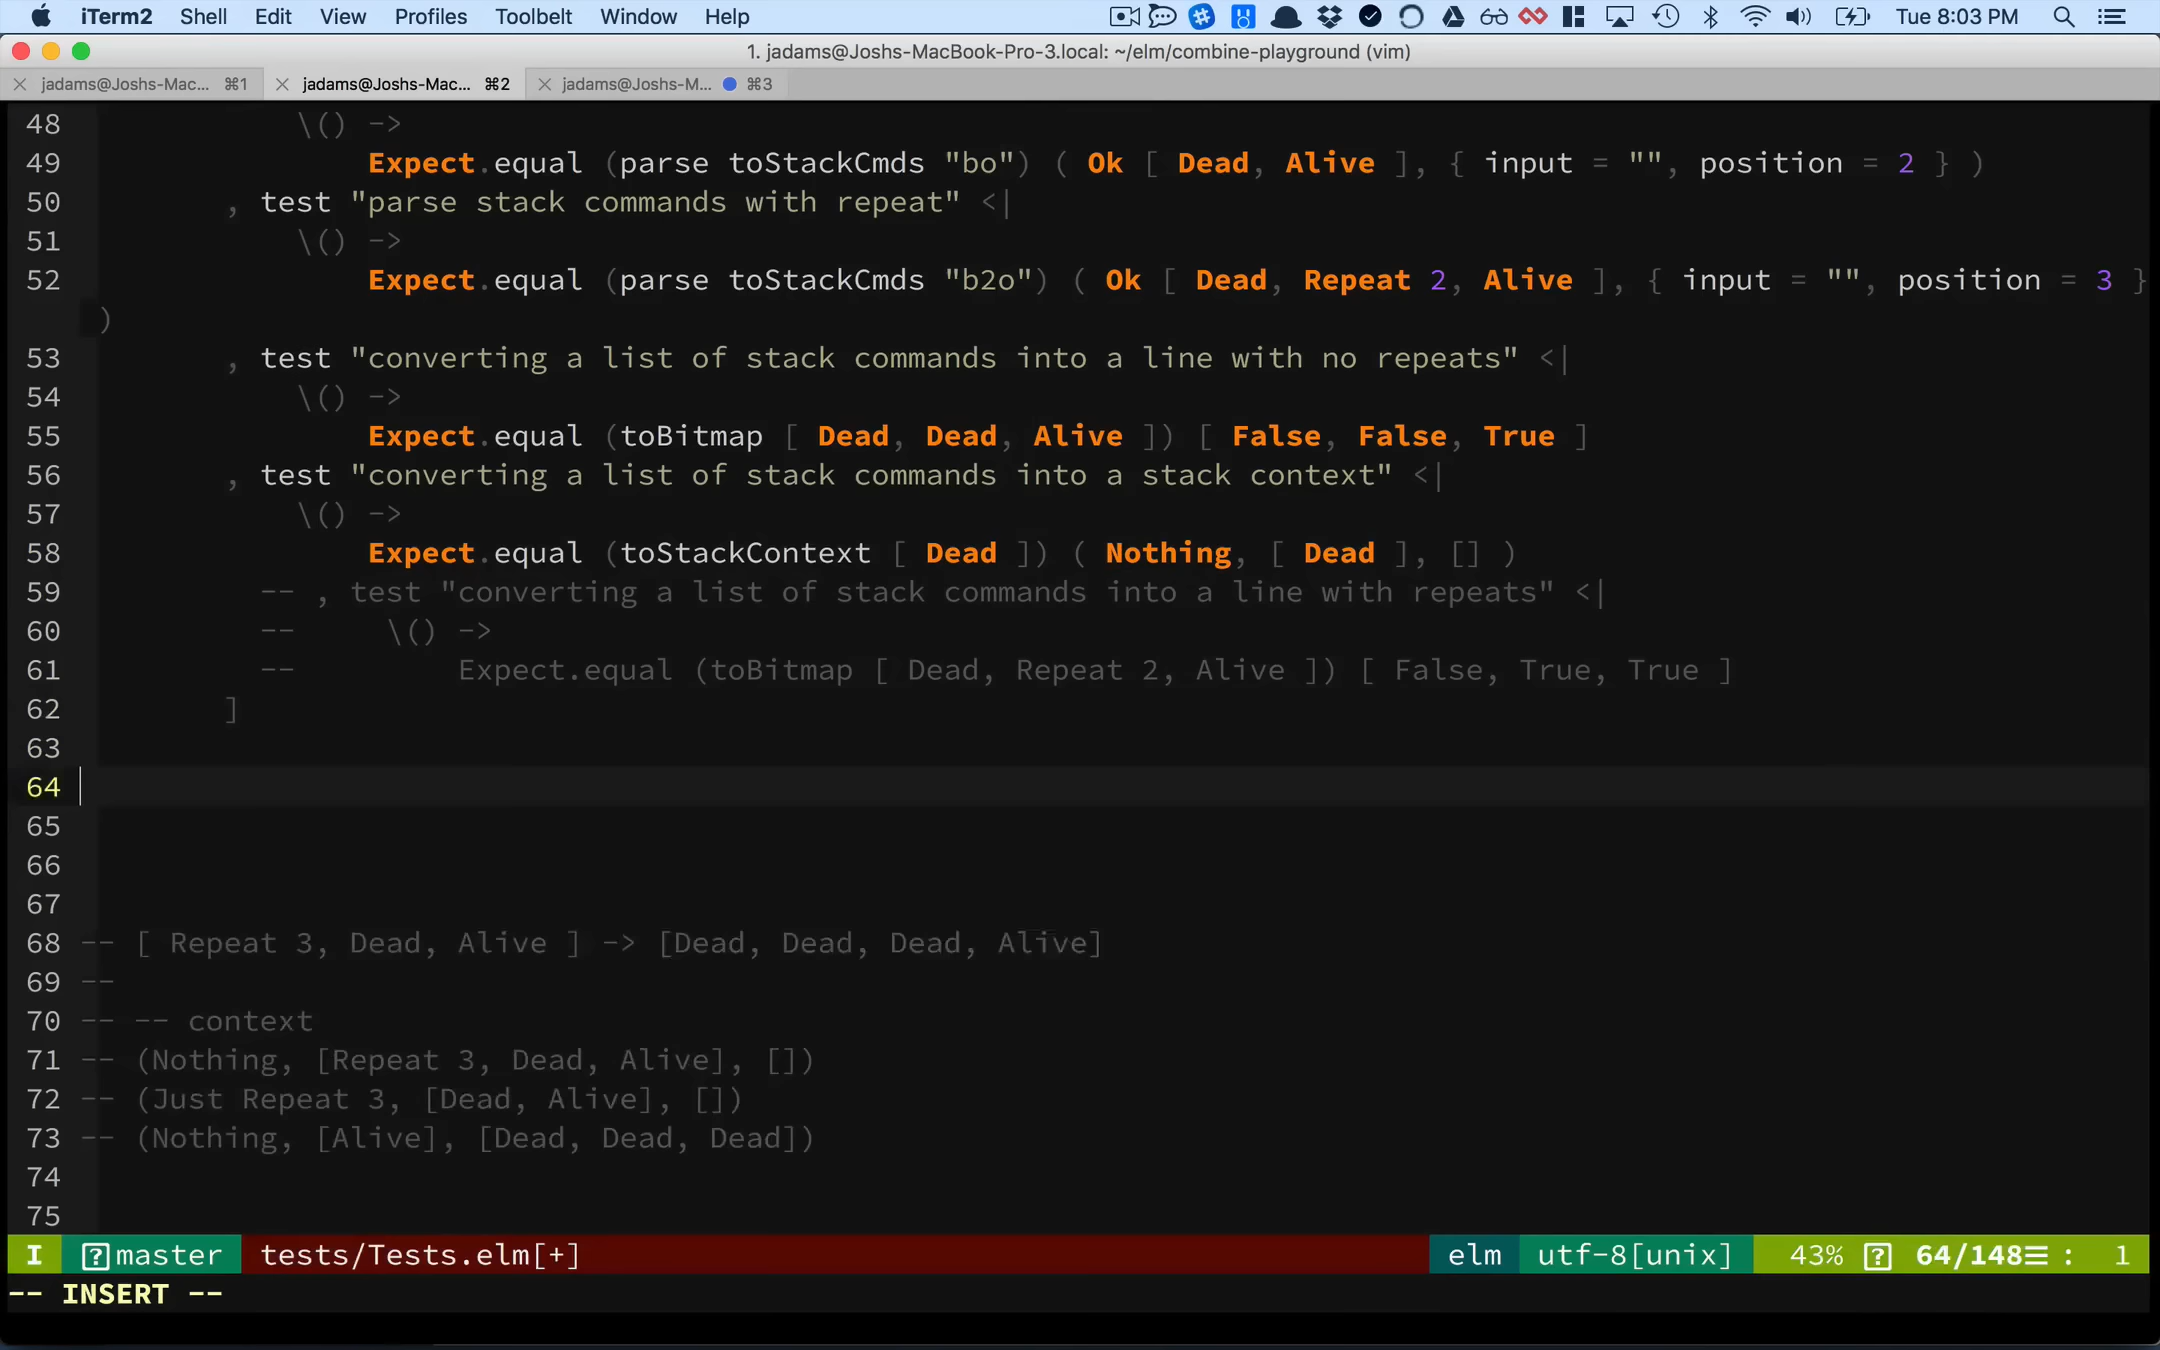 iTerm2 Shell Edit View Profiles Toolbelt Window Help Tue 8:03 PM
1. jadams@Joshs-MacBook-Pro-3.local: ~/elm/combine-playground (vim)
jadams@Joshs-Mac... ⌘1 jadams@Joshs-Mac... ⌘2 jadams@Joshs-M... ⌘3
48 \() ->
49 Expect.equal (parse toStackCmds "bo") ( Ok [ Dead, Alive ], { input = "", position = 2 } )
50 , test "parse stack commands with repeat" <|
51 \() ->
52 Expect.equal (parse toStackCmds "b2o") ( Ok [ Dead, Repeat 2, Alive ], { input = "", position = 3 }
)
53 , test "converting a list of stack commands into a line with no repeats" <|
54 \() ->
55 Expect.equal (toBitmap [ Dead, Dead, Alive ]) [ False, False, True ]
56 , test "converting a list of stack commands into a stack context" <|
57 \() ->
58 Expect.equal (toStackContext [ Dead ]) ( Nothing, [ Dead ], [] )
59 -- , test "converting a list of stack commands into a line with repeats" <|
60 -- \() ->
61 -- Expect.equal (toBitmap [ Dead, Repeat 2, Alive ]) [ False, True, True ]
62 ]
63
64
65
66
67
68 -- [ Repeat 3, Dead, Alive ] -> [Dead, Dead, Dead, Alive]
69 --
70 -- -- context
71 -- (Nothing, [Repeat 3, Dead, Alive], [])
72 -- (Just Repeat 3, [Dead, Alive], [])
73 -- (Nothing, [Alive], [Dead, Dead, Dead])
74
75
I master tests/Tests.elm[+] elm utf-8[unix] 43% 64/148 : 1
-- INSERT --